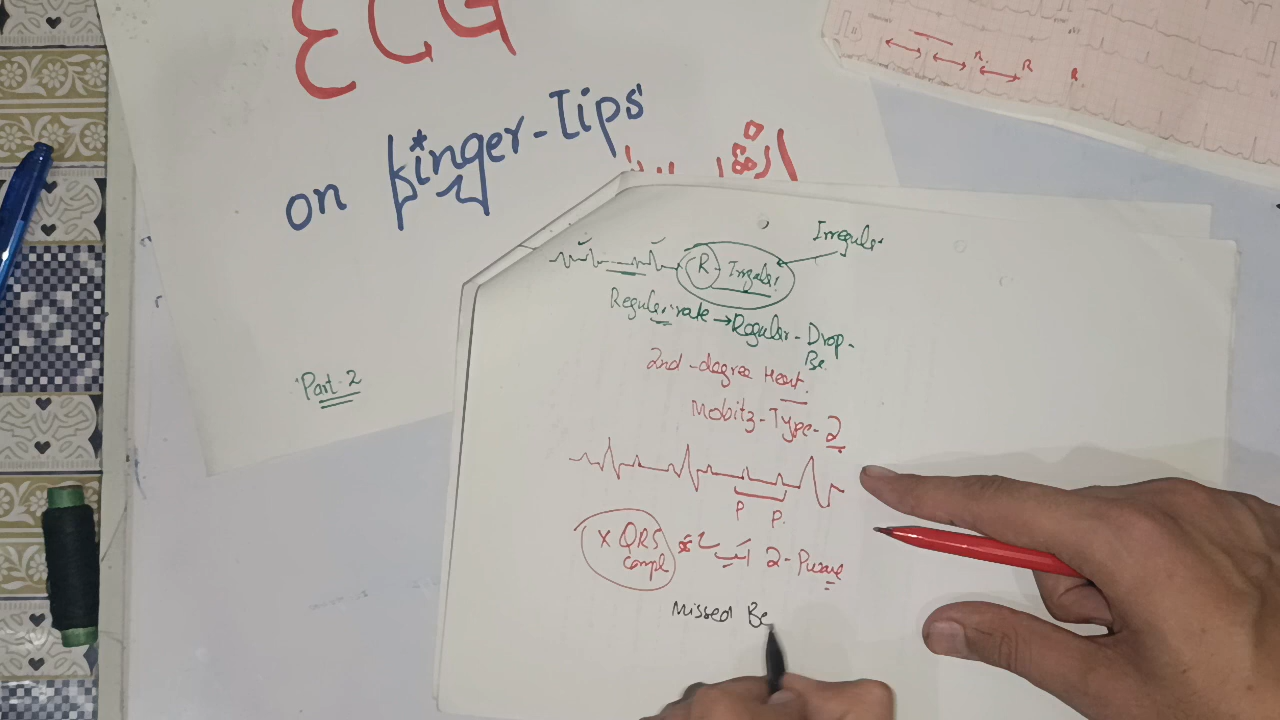 ECG
on Finger-Tips
Part-2
R
R
R
Irregular
R-Irregular
Regular rate → Regular-Drop-
Be
2nd-degree Heart
Mobitz-Type-2
P P.
x QRS 2-Pwave
Compl
Missed Be